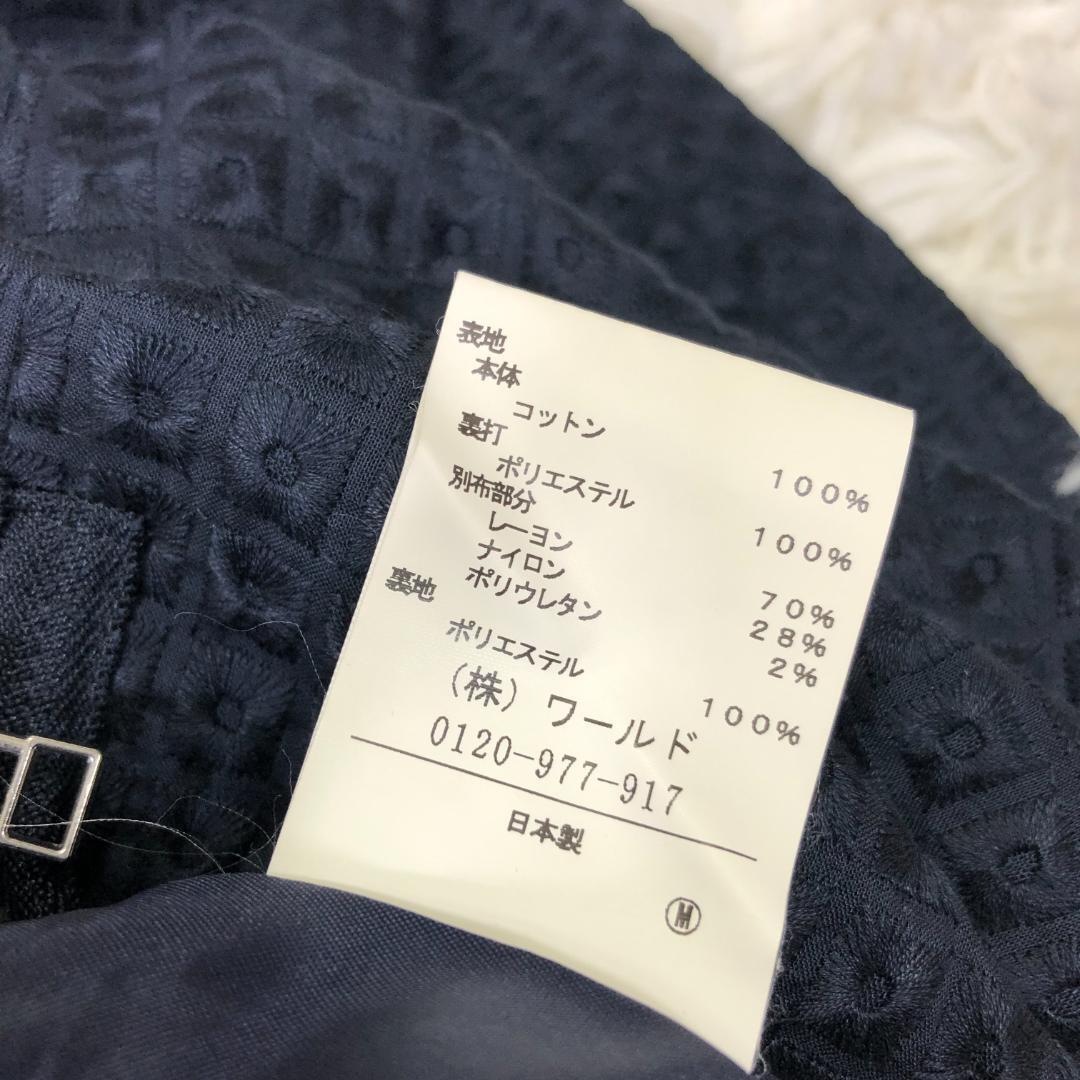 表地
本体
コットン 100%
裏打
ポリエステル 100%
別布部分
レーヨン 70%
ナイロン 28%
ポリウレタン 2%
裏地
ポリエステル 100%
(株) ワールド
0120-977-917
日本製
Ⓜ